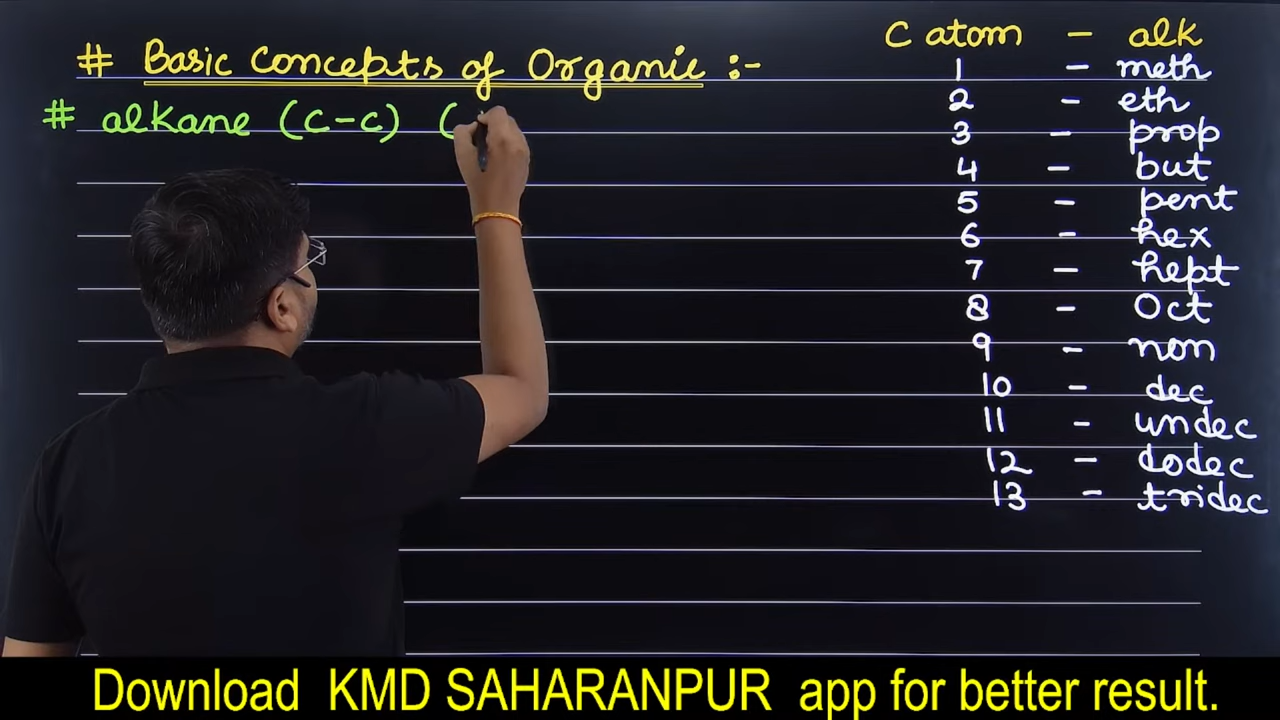 # Basic Concepts of Organic :-
# alkane (C-C) (
C atom - alk
1 - meth
2 - eth
3 - prop
4 - but
5 - pent
6 - hex
7 - hept
8 - Oct
9 - non
10 - dec
11 - undec
12 - dodec
13 - tridec
Download KMD SAHARANPUR app for better result.